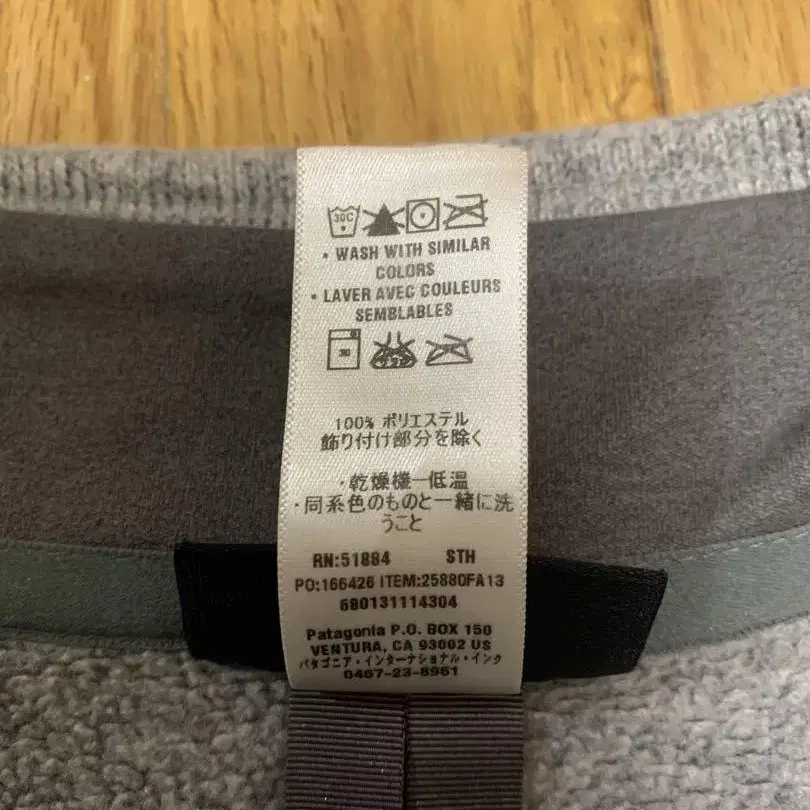 30C
• WASH WITH SIMILAR
COLORS
• LAVER AVEC COULEURS
SEMBLABLES
30
100% ポリエステル
飾り付け部分を除く
・乾燥機ー低温
・同系色のものと一緒に洗
うこと
RN:51884 STH
PO:166426 ITEM:25880FA13
680131114304
Patagonia P.O. BOX 150
VENTURA, CA 93002 US
パタゴニア・インターナショナル・インク
0467-23-8961